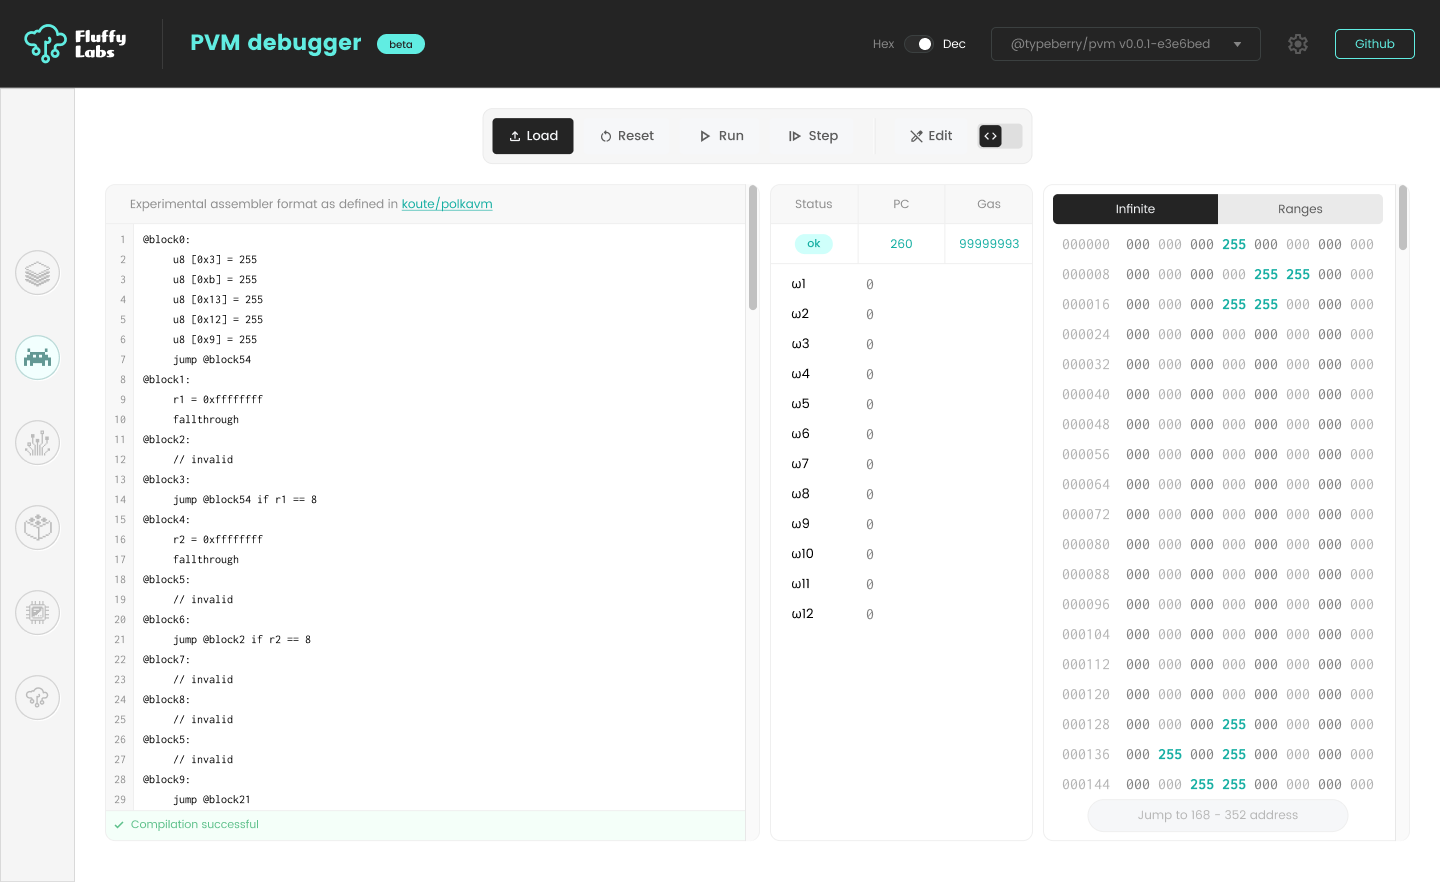 Fluffy Labs
PVM debugger
beta
Hex
Dec
@typeberry/pvm v0.0.1-e3e6bed
Github
Load
Reset
Run
Step
Edit
Experimental assembler format as defined in koute/polkavm
1 @block0:
2 u8 [0x3] = 255
3 u8 [0xb] = 255
4 u8 [0x13] = 255
5 u8 [0x12] = 255
6 u8 [0x9] = 255
7 jump @block54
8 @block1:
9 r1 = 0xffffffff
10 fallthrough
11 @block2:
12 // invalid
13 @block3:
14 jump @block54 if r1 == 8
15 @block4:
16 r2 = 0xffffffff
17 fallthrough
18 @block5:
19 // invalid
20 @block6:
21 jump @block2 if r2 == 8
22 @block7:
23 // invalid
24 @block8:
25 // invalid
26 @block5:
27 // invalid
28 @block9:
29 jump @block21
Compilation successful
Status PC Gas
ok 260 99999993
ω1 0
ω2 0
ω3 0
ω4 0
ω5 0
ω6 0
ω7 0
ω8 0
ω9 0
ω10 0
ω11 0
ω12 0
Infinite Ranges
000000 000 000 000 255 000 000 000 000
000008 000 000 000 000 255 255 000 000
000016 000 000 000 255 255 000 000 000
000024 000 000 000 000 000 000 000 000
000032 000 000 000 000 000 000 000 000
000040 000 000 000 000 000 000 000 000
000048 000 000 000 000 000 000 000 000
000056 000 000 000 000 000 000 000 000
000064 000 000 000 000 000 000 000 000
000072 000 000 000 000 000 000 000 000
000080 000 000 000 000 000 000 000 000
000088 000 000 000 000 000 000 000 000
000096 000 000 000 000 000 000 000 000
000104 000 000 000 000 000 000 000 000
000112 000 000 000 000 000 000 000 000
000120 000 000 000 000 000 000 000 000
000128 000 000 000 255 000 000 000 000
000136 000 255 000 255 000 000 000 000
000144 000 000 255 255 000 000 000 000
Jump to 168 - 352 address